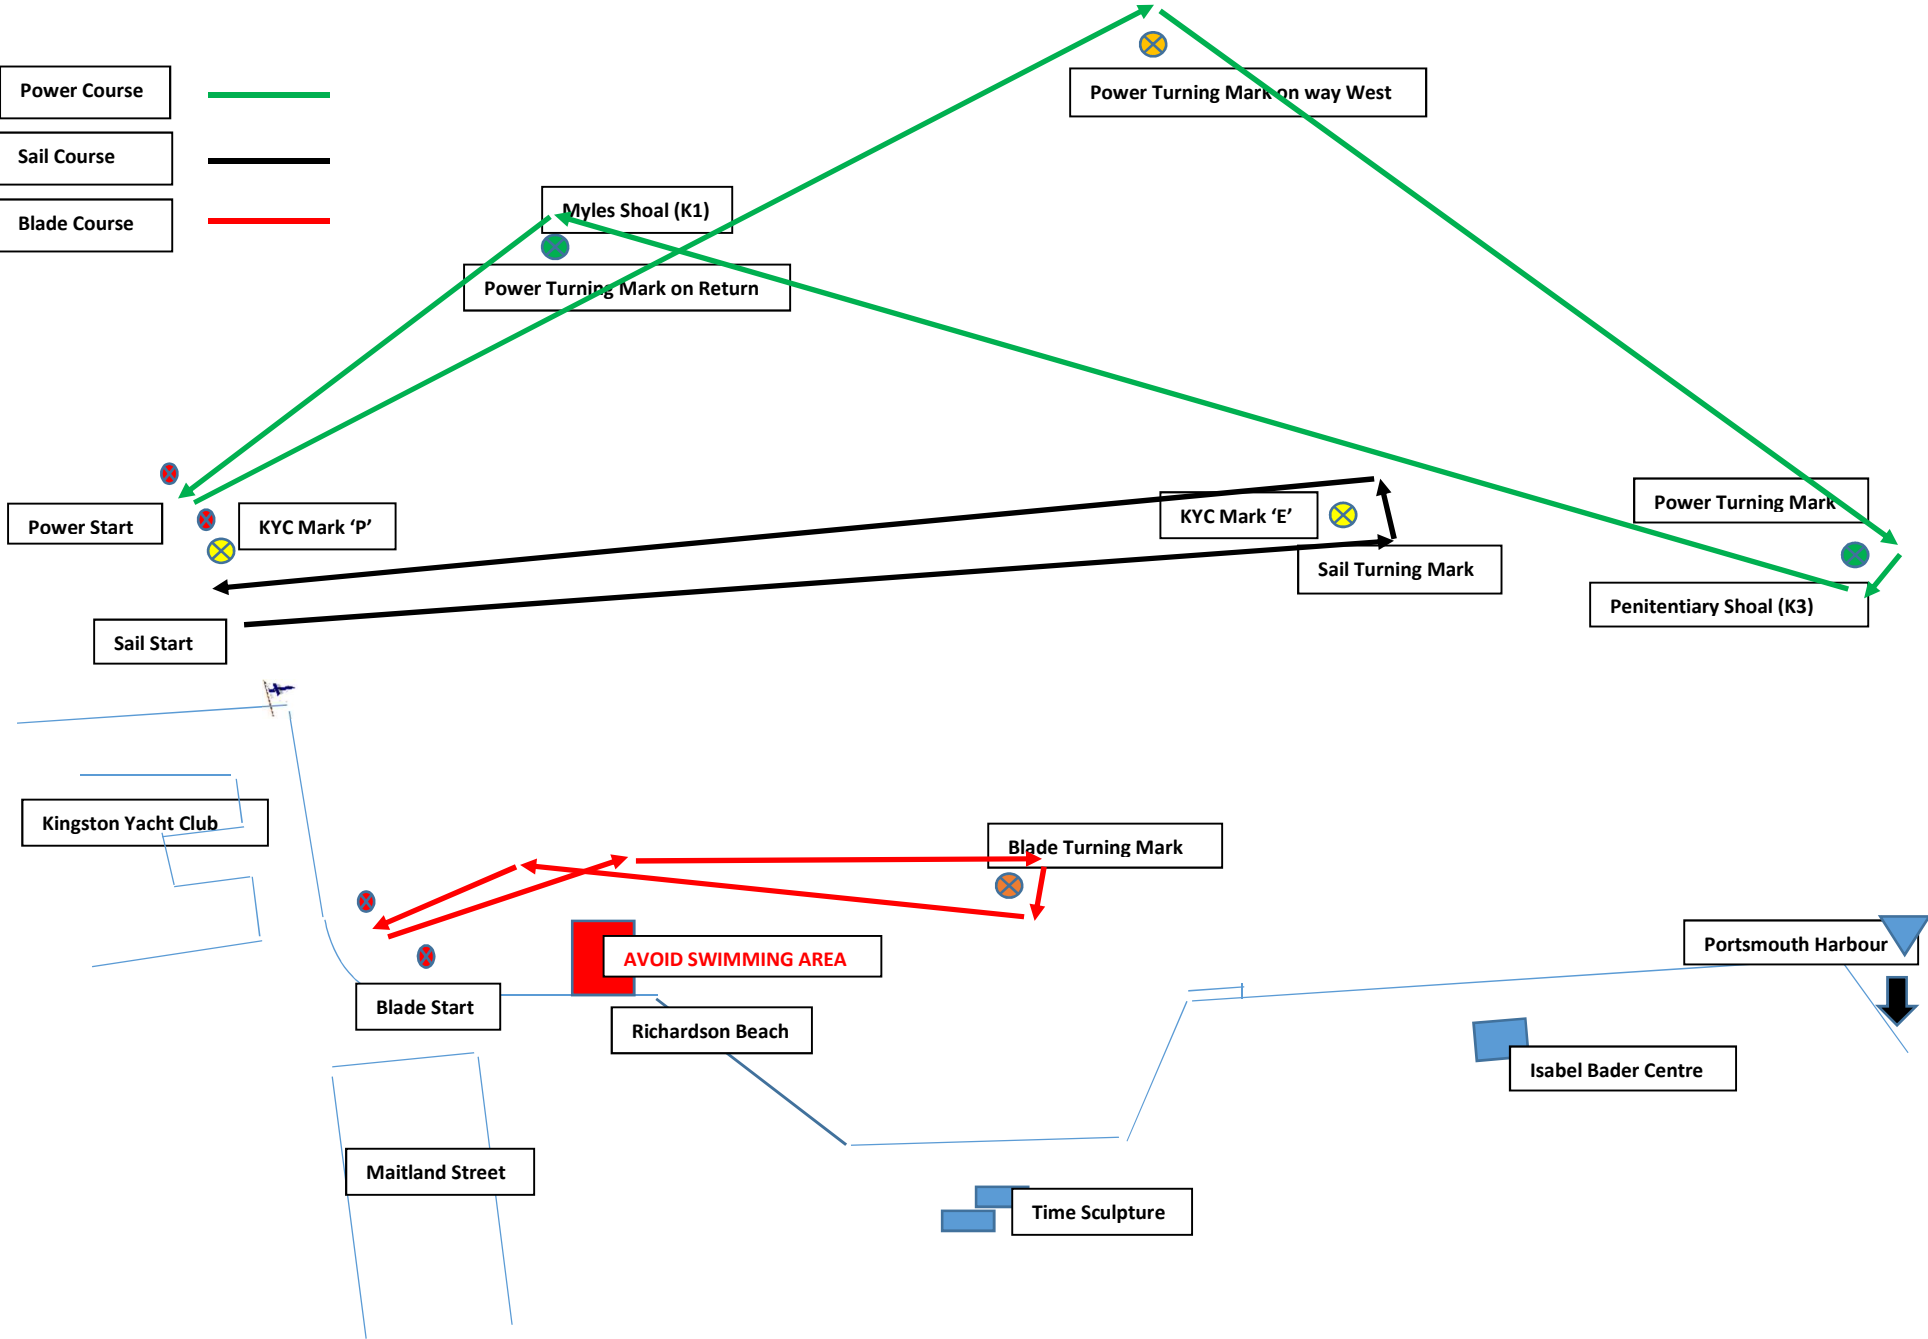 Power Course
Power Turning Mark on way West
Sail Course
Myles Shoal (K1)
Blade Course
Power Turning Mark on Return
Power Start
KYC Mark ‘P’
KYC Mark ‘E’
Power Turning Mark
Sail Turning Mark
Penitentiary Shoal (K3)
Sail Start
Kingston Yacht Club
Blade Turning Mark
AVOID SWIMMING AREA
Portsmouth Harbour
Blade Start
Richardson Beach
Isabel Bader Centre
Maitland Street
Time Sculpture